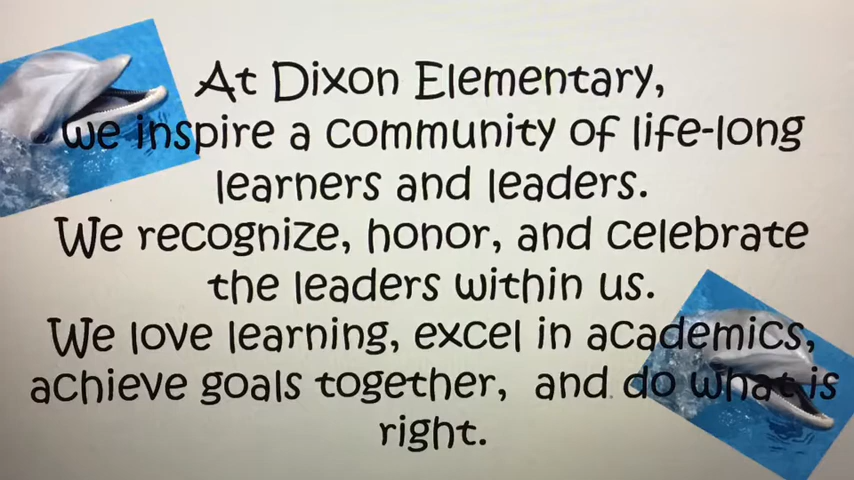 At Dixon Elementary,
we inspire a community of life-long
learners and leaders.
We recognize, honor, and celebrate
the leaders within us.
We love learning, excel in academics,
achieve goals together, and do what is
right.